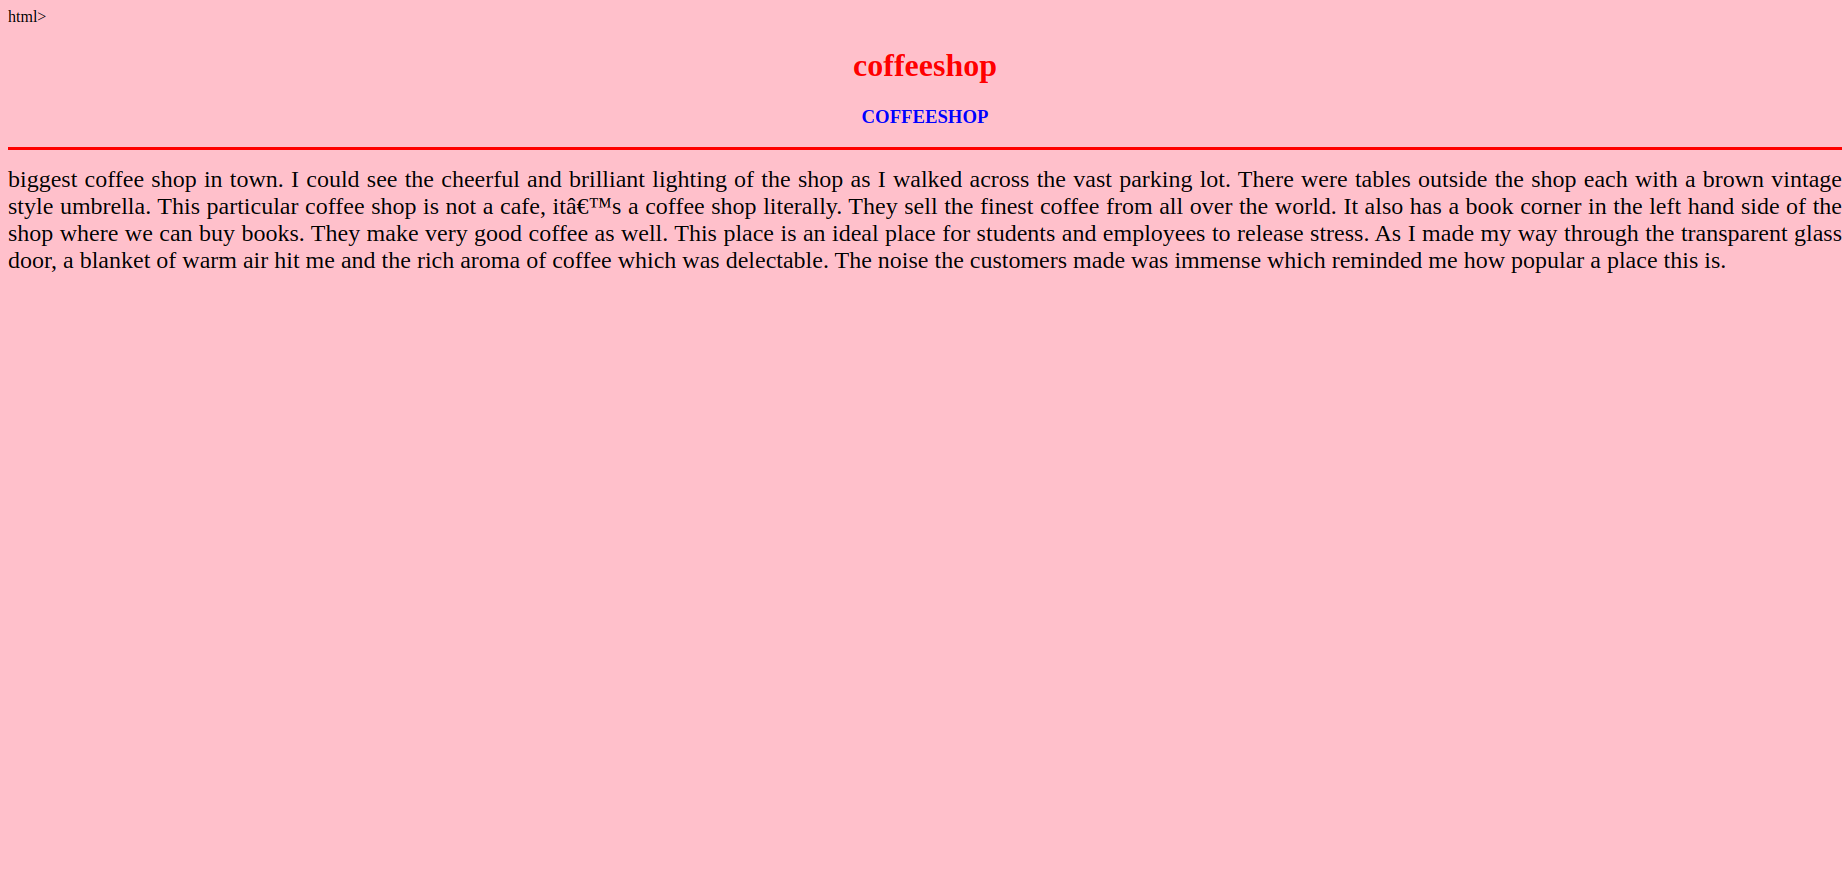 html>
coffeeshop
COFFEESHOP
biggest coffee shop in town. I could see the cheerful and brilliant lighting of the shop as I walked across the vast parking lot. There were tables outside the shop each with a brown vintage
style umbrella. This particular coffee shop is not a cafe, itâ€™s a coffee shop literally. They sell the finest coffee from all over the world. It also has a book corner in the left hand side of the
shop where we can buy books. They make very good coffee as well. This place is an ideal place for students and employees to release stress. As I made my way through the transparent glass
door, a blanket of warm air hit me and the rich aroma of coffee which was delectable. The noise the customers made was immense which reminded me how popular a place this is.